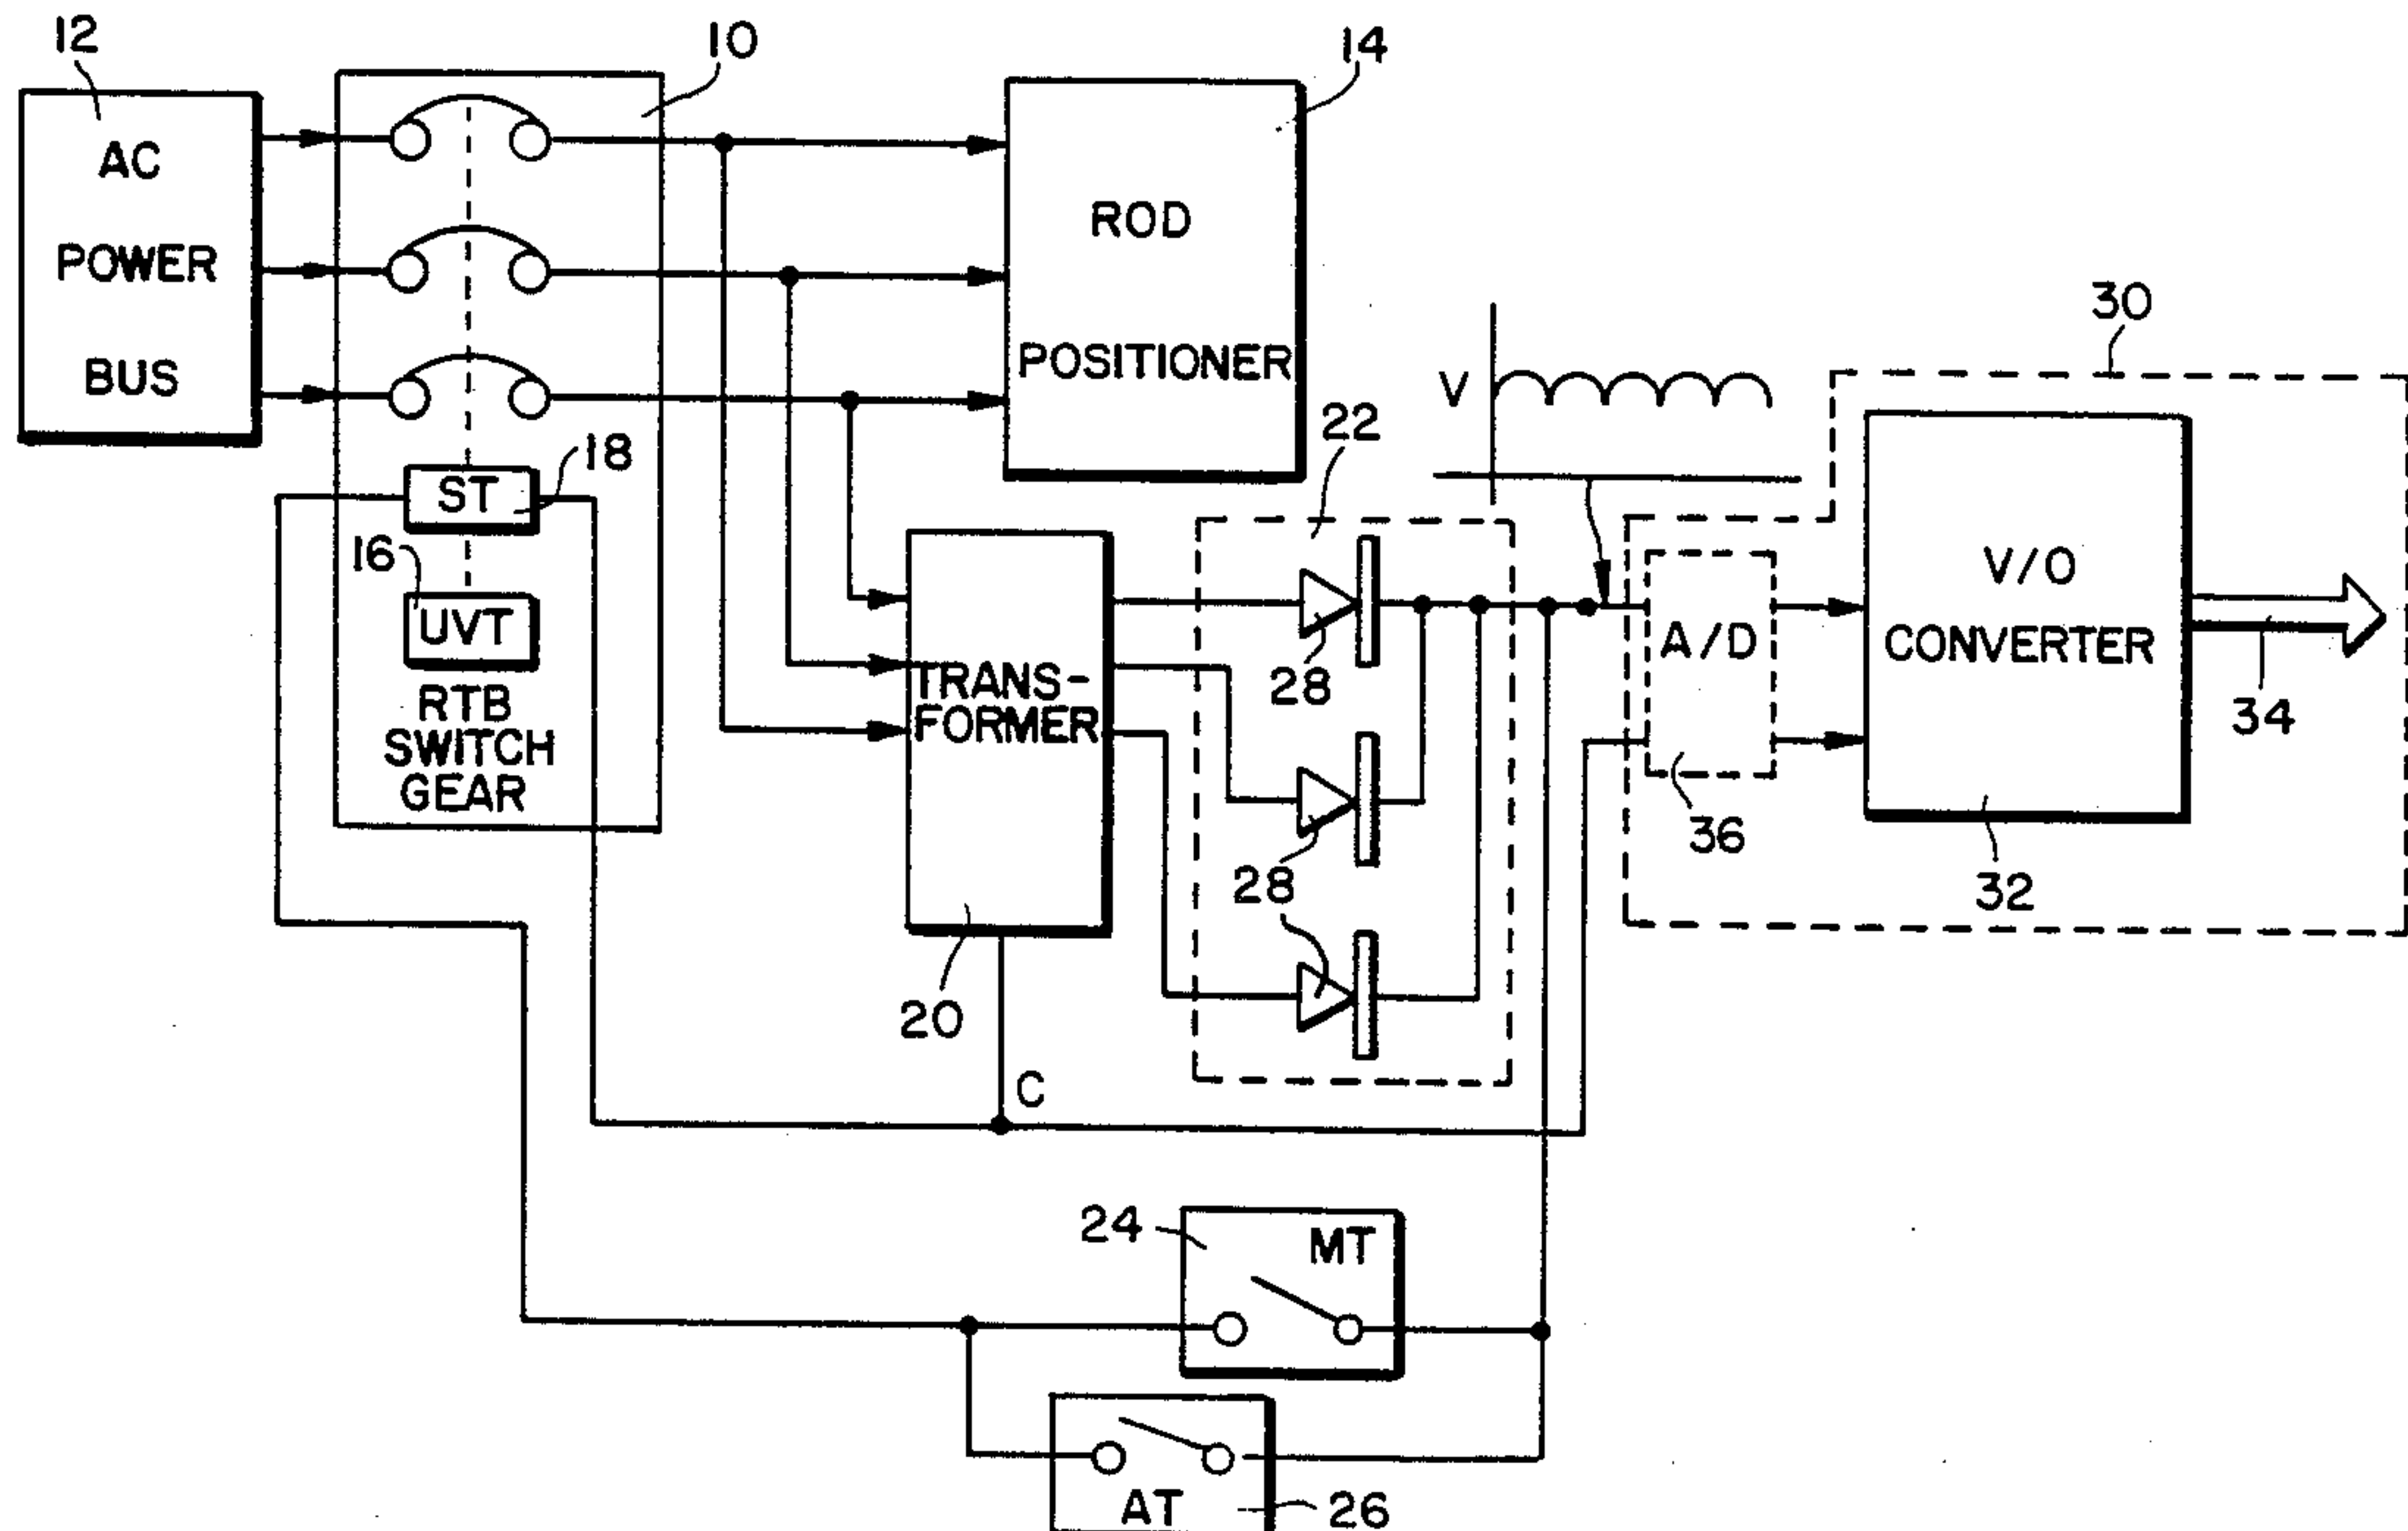 12
10
14
AC
POWER
BUS
ROD
POSITIONER
ST
18
16
UVT
RTB
SWITCH
GEAR
TRANS-
FORMER
20
C
22
28
28
28
V
30
A/D
36
V/O
CONVERTER
32
34
24
MT
AT
26